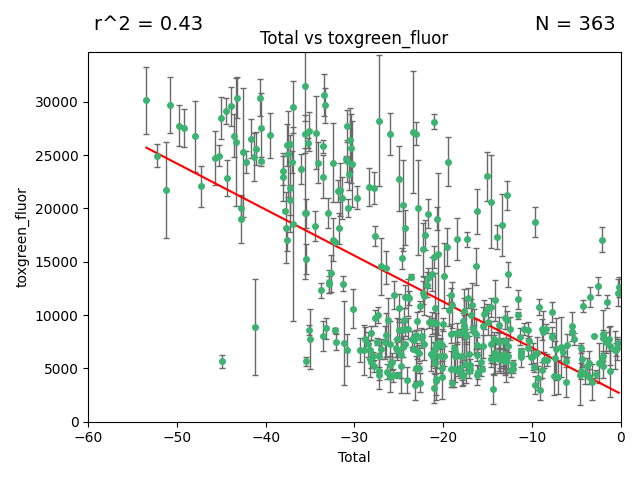 r^2 = 0.43
N = 363
Total vs toxgreen_fluor
toxgreen_fluor
30000
25000
20000
15000
10000
5000
0
−60
−50
−40
−30
−20
−10
0
Total